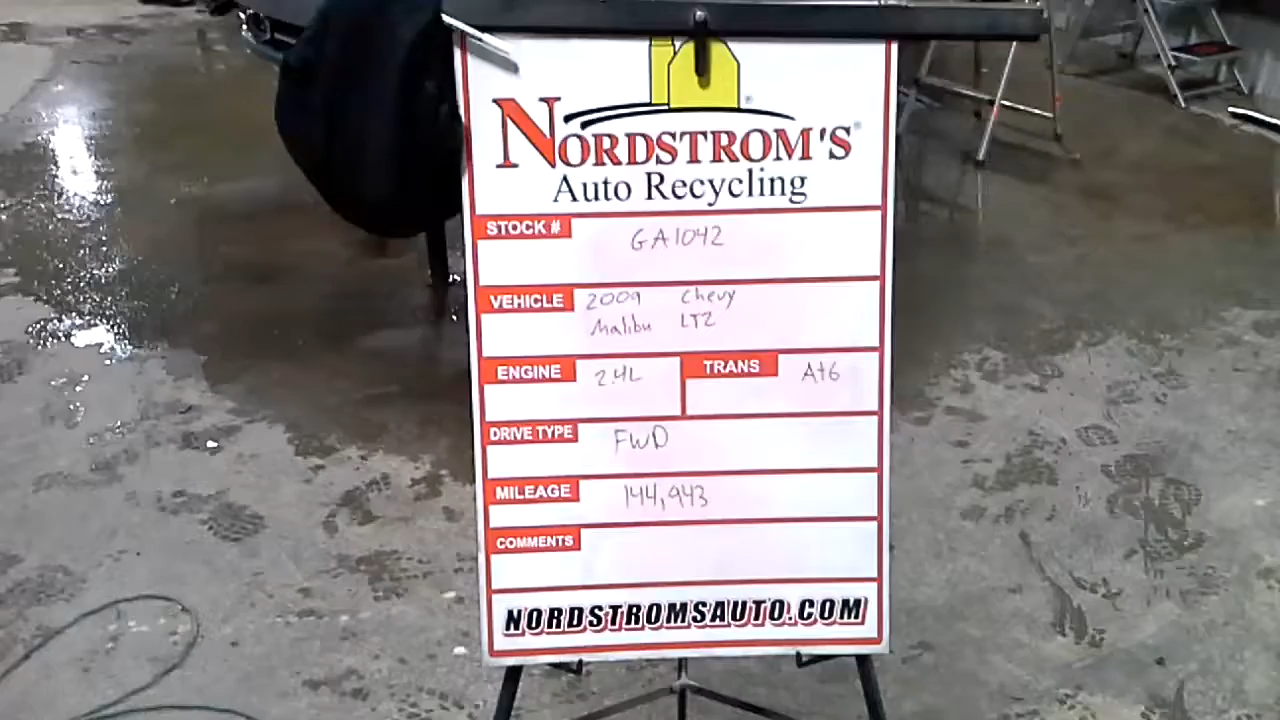 NORDSTROM'S®
Auto Recycling
STOCK # GA1042
VEHICLE 2009 Chevy
Malibu LTZ
ENGINE 2.4L TRANS At6
DRIVE TYPE FWD
MILEAGE 144,943
COMMENTS
NORDSTROMSAUTO.COM